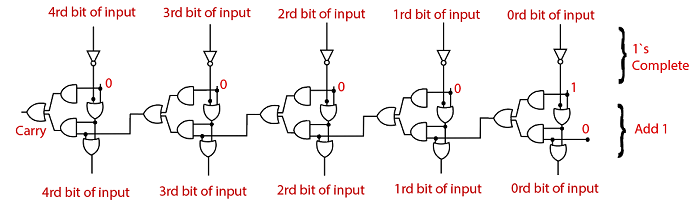 4rd bit of input 3rd bit of input 2rd bit of input 1rd bit of input 0rd bit of input
1`s
Complete
0 0 0 0 1
Carry 0 Add 1
4rd bit of input 3rd bit of input 2rd bit of input 1rd bit of input 0rd bit of input